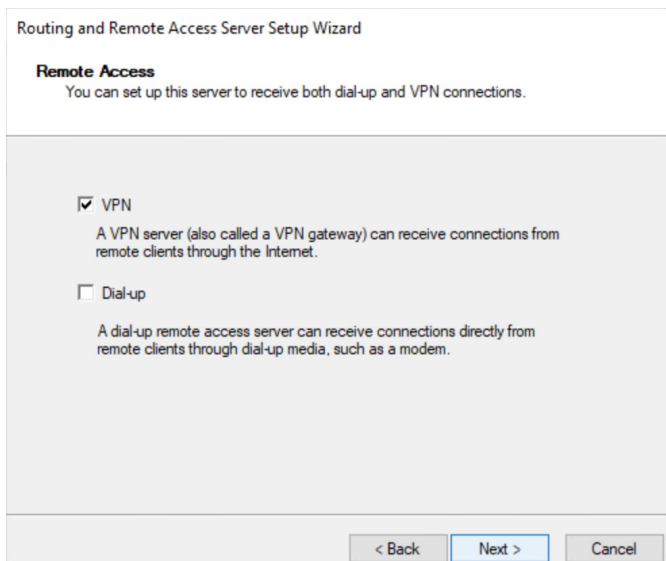 Routing and Remote Access Server Setup Wizard
Remote Access
You can set up this server to receive both dial-up and VPN connections.
VPN
A VPN server (also called a VPN gateway) can receive connections from
remote clients through the Internet.
Dial-up
A dial-up remote access server can receive connections directly from
remote clients through dial-up media, such as a modem.
< Back Next > Cancel